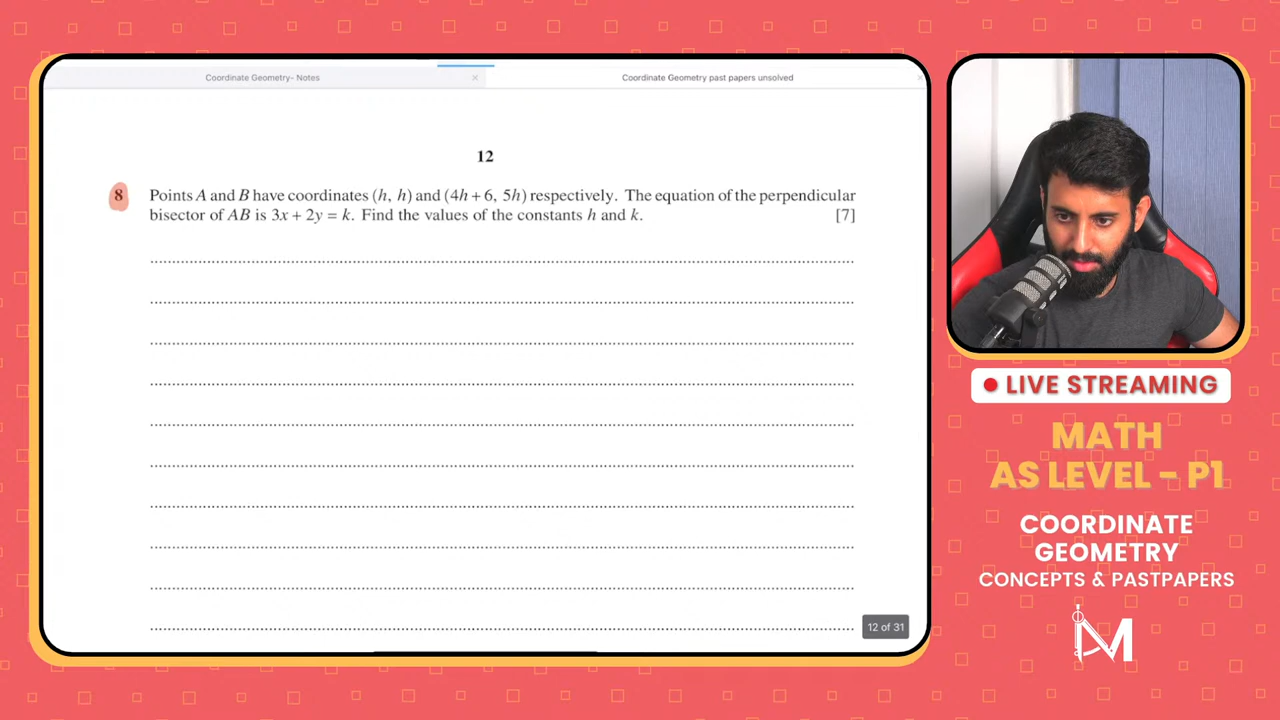 Coordinate Geometry- Notes
Coordinate Geometry past papers unsolved
12
8 Points A and B have coordinates (h, h) and (4h + 6, 5h) respectively. The equation of the perpendicular
bisector of AB is 3x + 2y = k. Find the values of the constants h and k. [7]
12 of 31
LIVE STREAMING
MATH
AS LEVEL - P1
COORDINATE
GEOMETRY
CONCEPTS & PASTPAPERS
M